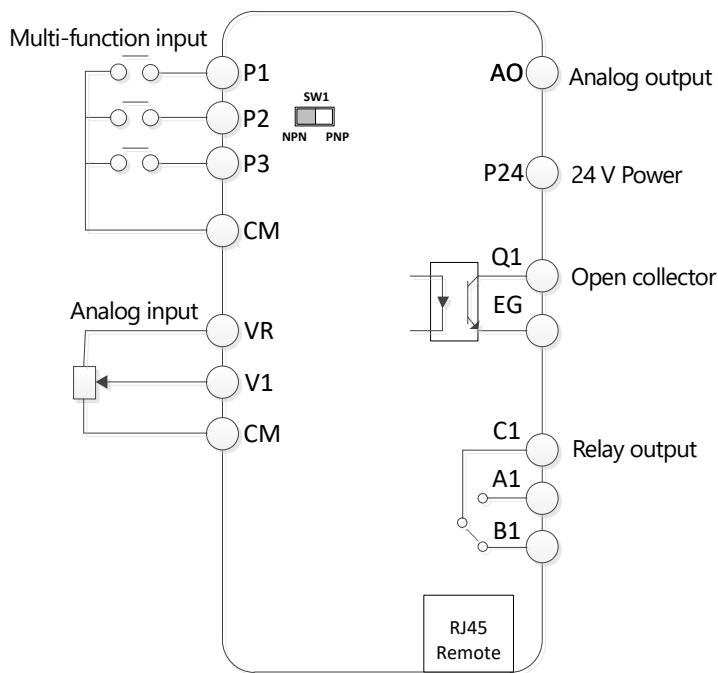 Multi-function input
P1
SW1
P2
NPN PNP
P3
CM
Analog input
VR
V1
CM
AO
Analog output
P24
24 V Power
Q1
Open collector
EG
C1
Relay output
A1
B1
RJ45
Remote